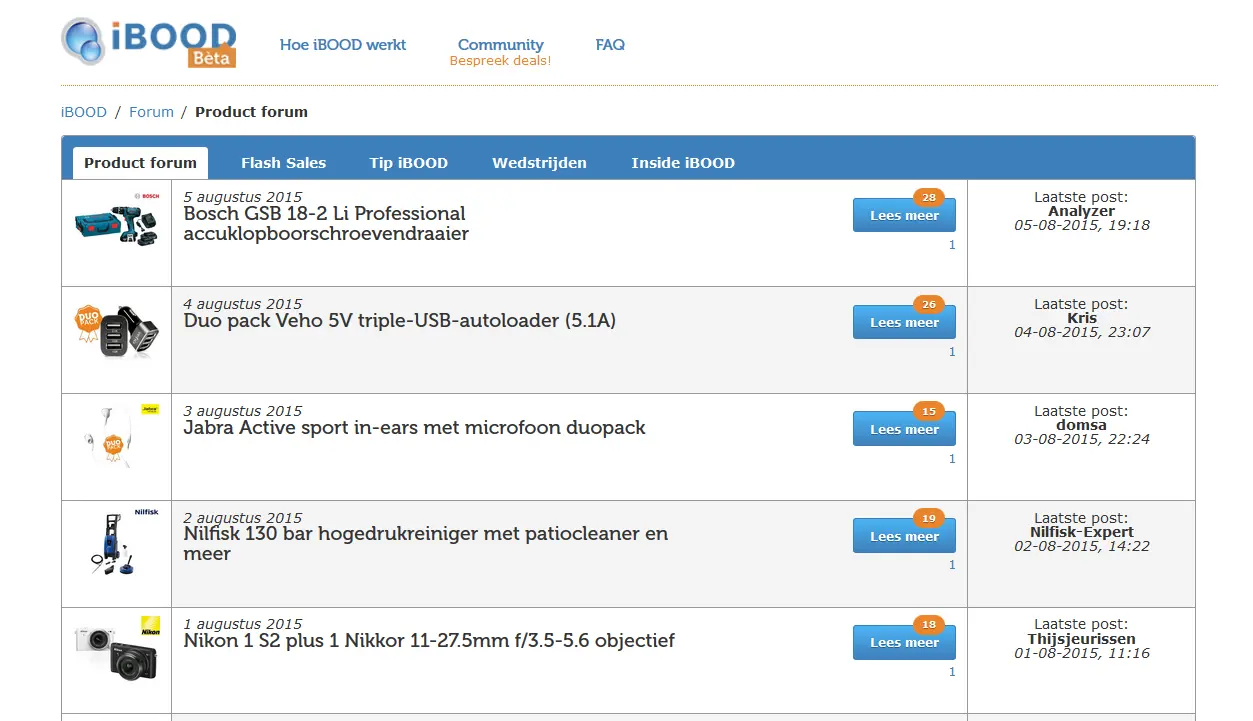 iBOOD
Bèta
Hoe iBOOD werkt
Community
Bespreek deals!
FAQ
iBOOD / Forum / Product forum
Product forum
Flash Sales
Tip iBOOD
Wedstrijden
Inside iBOOD
BOSCH
5 augustus 2015
Bosch GSB 18-2 Li Professional
accuklopboorschroevendraaier
28
Lees meer
1
Laatste post:
Analyzer
05-08-2015, 19:18
DUO
PACK
4 augustus 2015
Duo pack Veho 5V triple-USB-autoloader (5.1A)
26
Lees meer
1
Laatste post:
Kris
04-08-2015, 23:07
Jabra
DUO
PACK
3 augustus 2015
Jabra Active sport in-ears met microfoon duopack
15
Lees meer
1
Laatste post:
domsa
03-08-2015, 22:24
Nilfisk
2 augustus 2015
Nilfisk 130 bar hogedrukreiniger met patiocleaner en
meer
19
Lees meer
1
Laatste post:
Nilfisk-Expert
02-08-2015, 14:22
Nikon
1 augustus 2015
Nikon 1 S2 plus 1 Nikkor 11-27.5mm f/3.5-5.6 objectief
18
Lees meer
1
Laatste post:
Thijsjeurissen
01-08-2015, 11:16